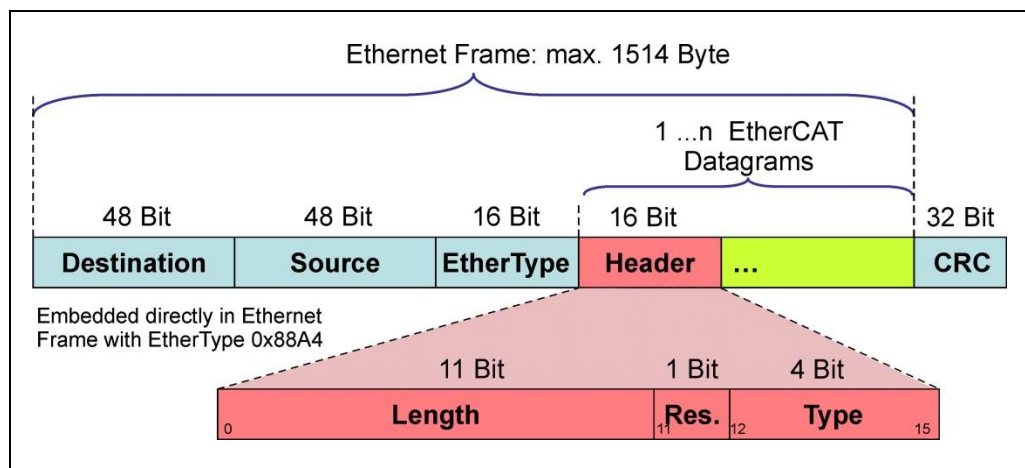 Ethernet Frame: max. 1514 Byte
1 ...n EtherCAT
Datagrams
48 Bit 48 Bit 16 Bit 16 Bit 32 Bit
Destination Source EtherType Header ... CRC
Embedded directly in Ethernet
Frame with EtherType 0x88A4
11 Bit 1 Bit 4 Bit
Length Res. Type
0 11 12 15